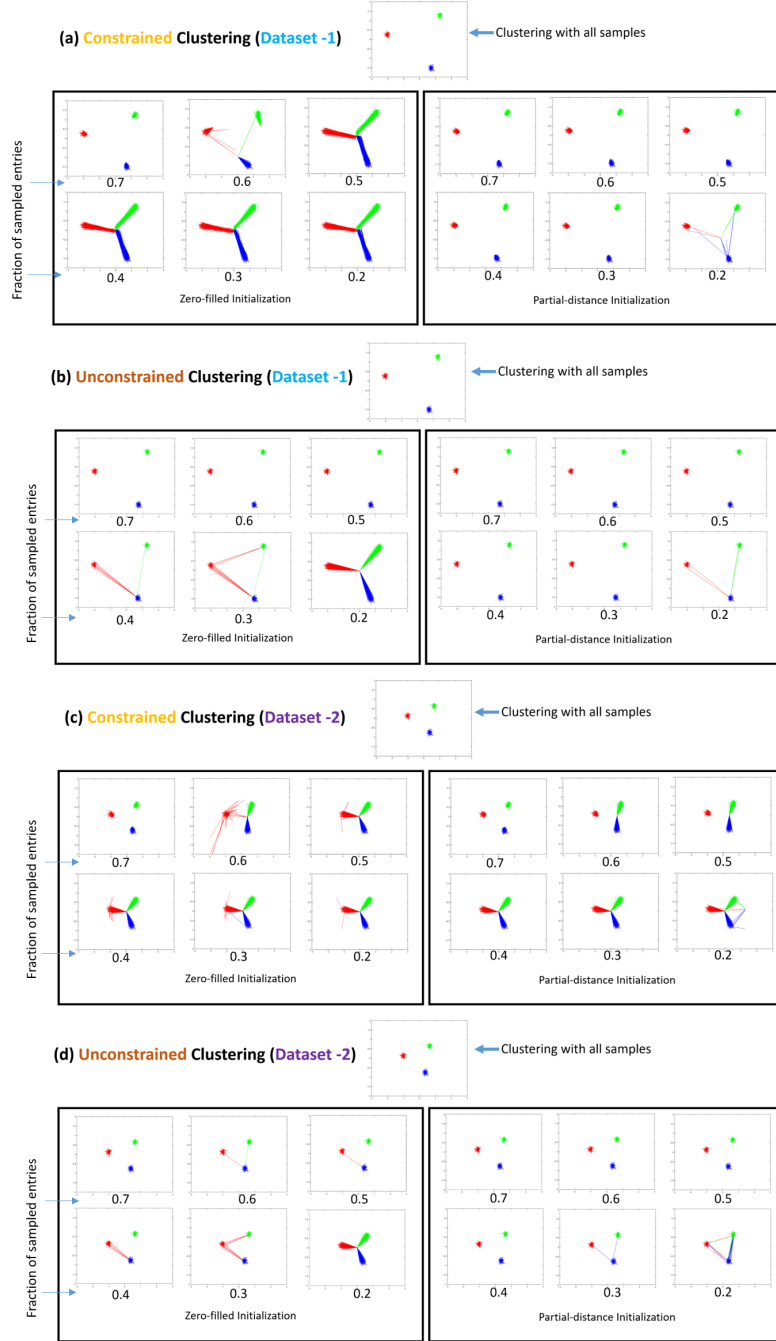 (a) Constrained Clustering (Dataset -1)
Clustering with all samples
Fraction of sampled entries
0.7
0.6
0.5
0.4
0.3
0.2
Zero-filled Initialization
0.7
0.6
0.5
0.4
0.3
0.2
Partial-distance Initialization
(b) Unconstrained Clustering (Dataset -1)
Clustering with all samples
Fraction of sampled entries
0.7
0.6
0.5
0.4
0.3
0.2
Zero-filled Initialization
0.7
0.6
0.5
0.4
0.3
0.2
Partial-distance Initialization
(c) Constrained Clustering (Dataset -2)
Clustering with all samples
Fraction of sampled entries
0.7
0.6
0.5
0.4
0.3
0.2
Zero-filled Initialization
0.7
0.6
0.5
0.4
0.3
0.2
Partial-distance Initialization
(d) Unconstrained Clustering (Dataset -2)
Clustering with all samples
Fraction of sampled entries
0.7
0.6
0.5
0.4
0.3
0.2
Zero-filled Initialization
0.7
0.6
0.5
0.4
0.3
0.2
Partial-distance Initialization